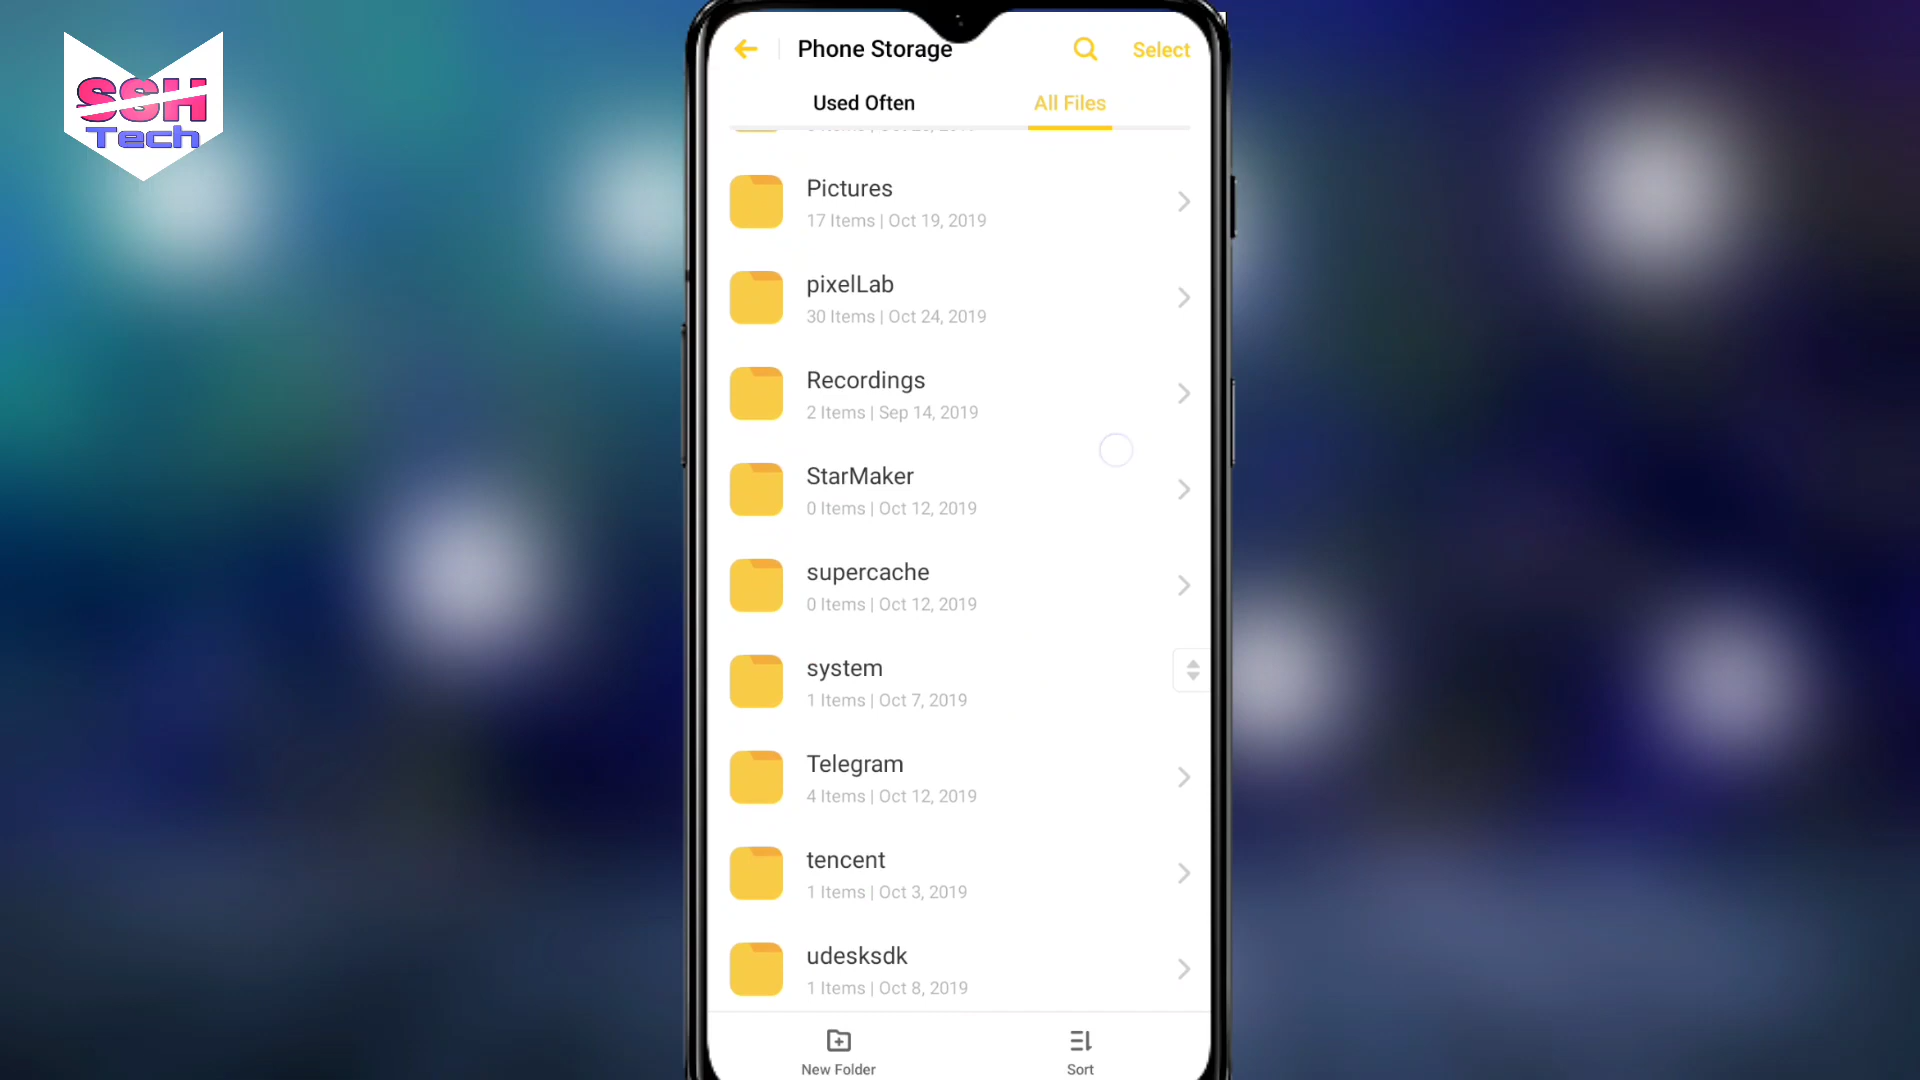 SSH
Tech
Phone Storage
Select
Used Often
All Files
Pictures
17 Items | Oct 19, 2019
pixelLab
30 Items | Oct 24, 2019
Recordings
2 Items | Sep 14, 2019
StarMaker
0 Items | Oct 12, 2019
supercache
0 Items | Oct 12, 2019
system
1 Items | Oct 7, 2019
Telegram
4 Items | Oct 12, 2019
tencent
1 Items | Oct 3, 2019
udesksdk
1 Items | Oct 8, 2019
New Folder
Sort